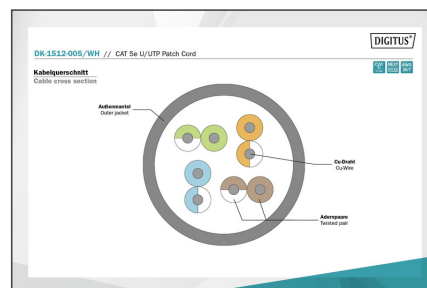 DIGITUS®
DK-1512-005/WH // CAT 5e U/UTP Patch Cord
Kabelquerschnitt
Cable cross section
Außenmantel
Outer jacket
Cu-Draht
Cu-Wire
Adernpaare
Twisted pair